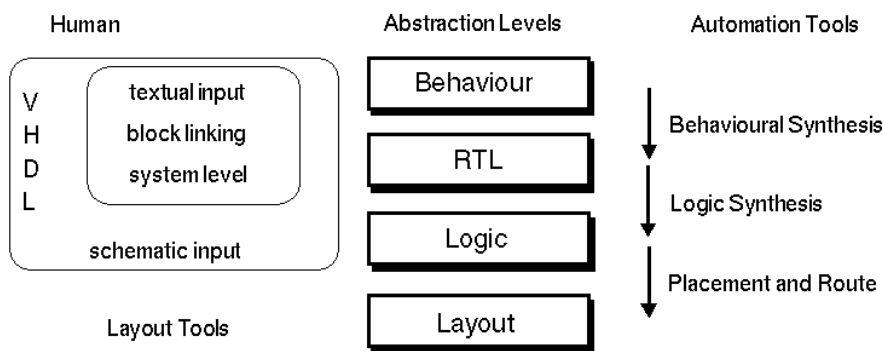 Human
Abstraction Levels
Automation Tools
V
H
D
L
textual input
block linking
system level
schematic input
Layout Tools
Behaviour
RTL
Logic
Layout
Behavioural Synthesis
Logic Synthesis
Placement and Route